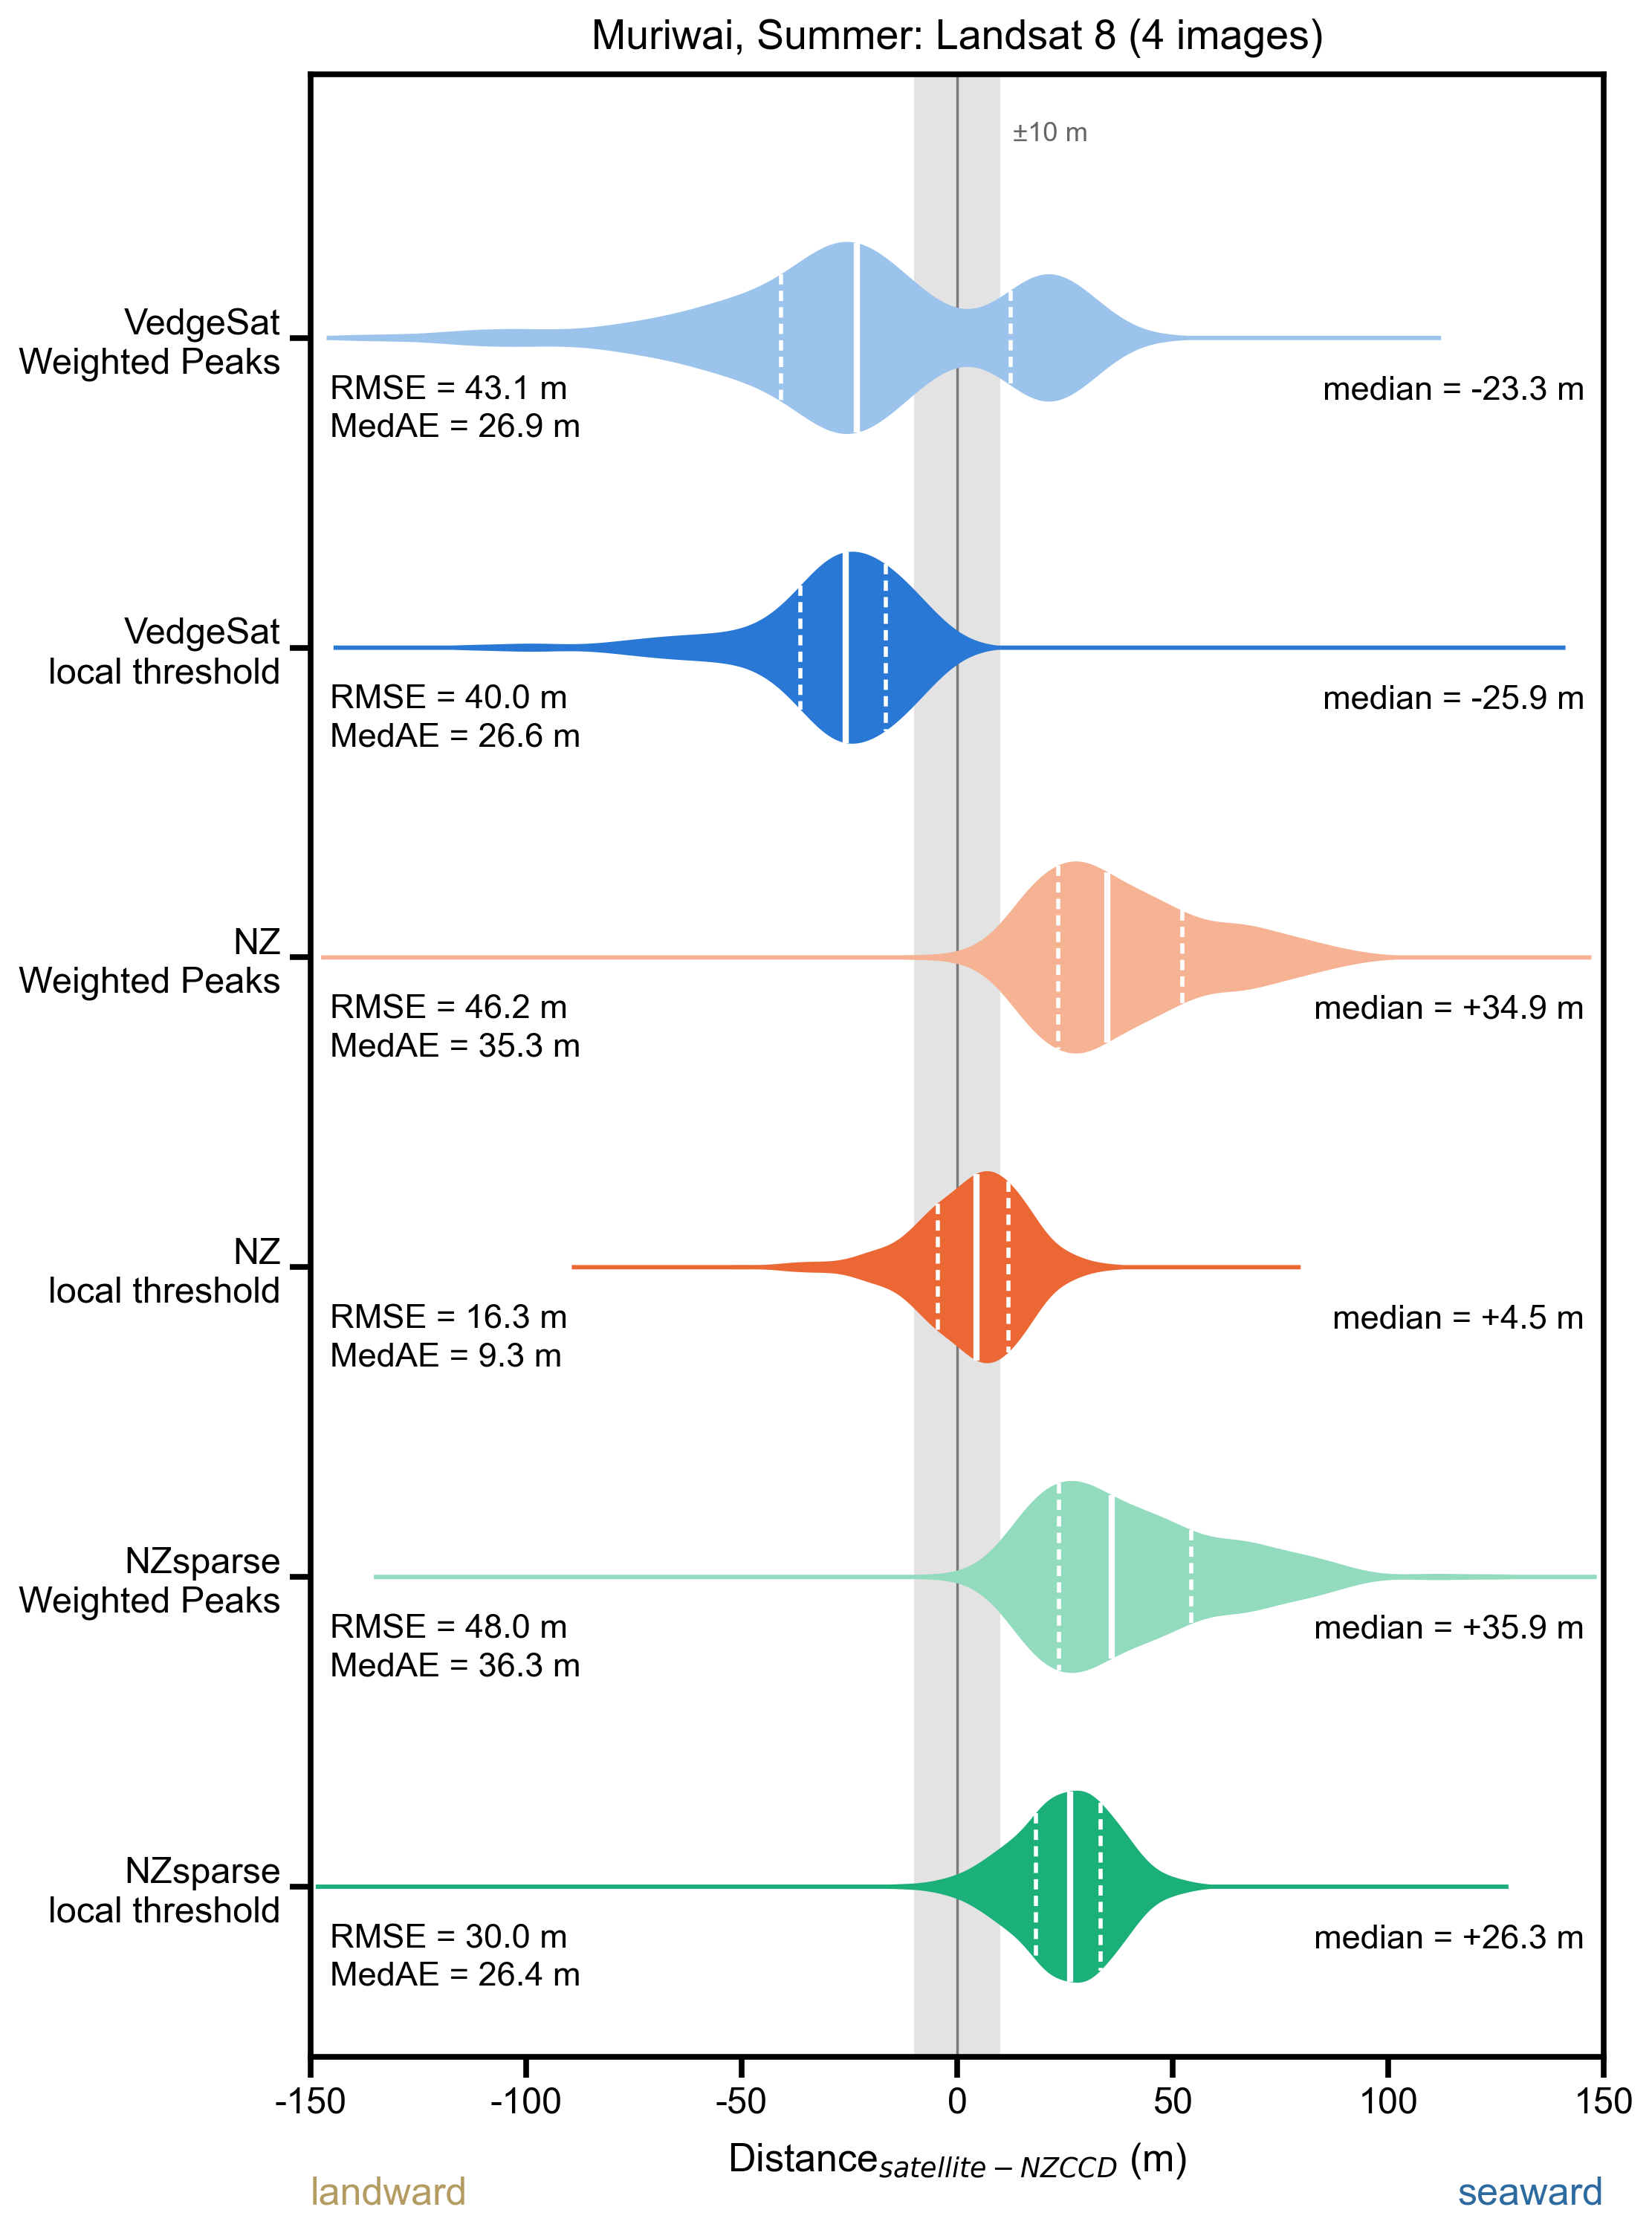 Muriwai, Summer: Landsat 8 (4 images)
±10 m
VedgeSat
Weighted Peaks
RMSE = 43.1 m
MedAE = 26.9 m
median = -23.3 m
VedgeSat
local threshold
RMSE = 40.0 m
MedAE = 26.6 m
median = -25.9 m
NZ
Weighted Peaks
RMSE = 46.2 m
MedAE = 35.3 m
median = +34.9 m
NZ
local threshold
RMSE = 16.3 m
MedAE = 9.3 m
median = +4.5 m
NZsparse
Weighted Peaks
RMSE = 48.0 m
MedAE = 36.3 m
median = +35.9 m
NZsparse
local threshold
RMSE = 30.0 m
MedAE = 26.4 m
median = +26.3 m
-150 -100 -50 0 50 100 150
Distance satellite − NZCCD (m)
landward seaward